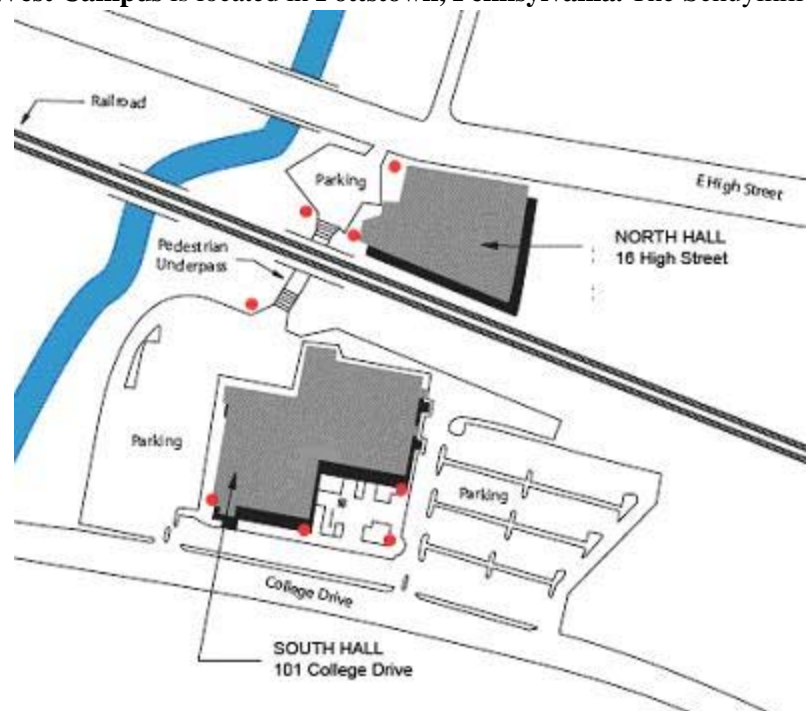 West Campus is located in Pottstown, Pennsylvania. The Schuylkill
Railroad
Parking
E High Street
NORTH HALL
16 High Street
Pedestrian
Underpass
Parking
Parking
College Drive
SOUTH HALL
101 College Drive